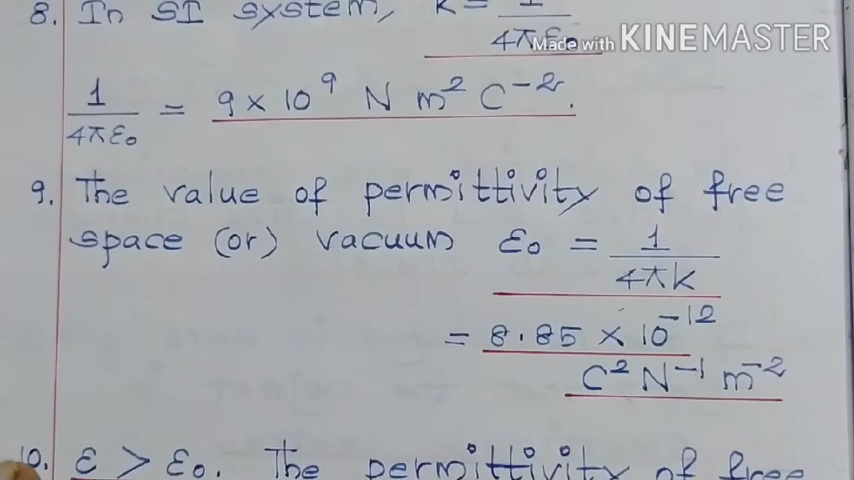 8. In SI system, k = 1/4πε₀
Made with KINEMASTER
1/4πε₀ = 9 × 10⁹ N m² C⁻².
9. The value of permittivity of free
space (or) vacuum ε₀ = 1/4πk
= 8.85 × 10⁻¹²
C² N⁻¹ m⁻²
10. ε > ε₀. The permittivity of free